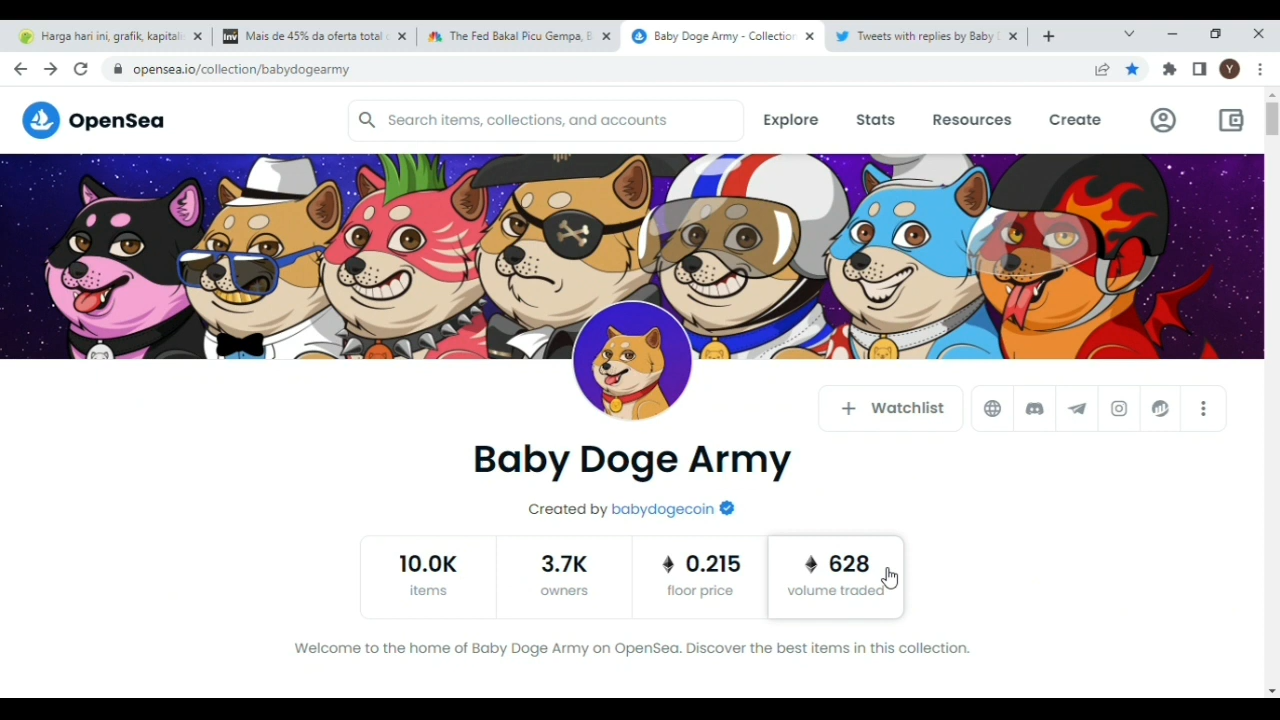 Harga hari ini, grafik, kapitali
Mais de 45% da oferta total
The Fed Bakal Picu Gempa, B
Baby Doge Army - Collection
Tweets with replies by Baby
opensea.io/collection/babydogearmy
Y
OpenSea
Search items, collections, and accounts
Explore
Stats
Resources
Create
+ Watchlist
Baby Doge Army
Created by babydogecoin
10.0K
items
3.7K
owners
0.215
floor price
628
volume traded
Welcome to the home of Baby Doge Army on OpenSea. Discover the best items in this collection.